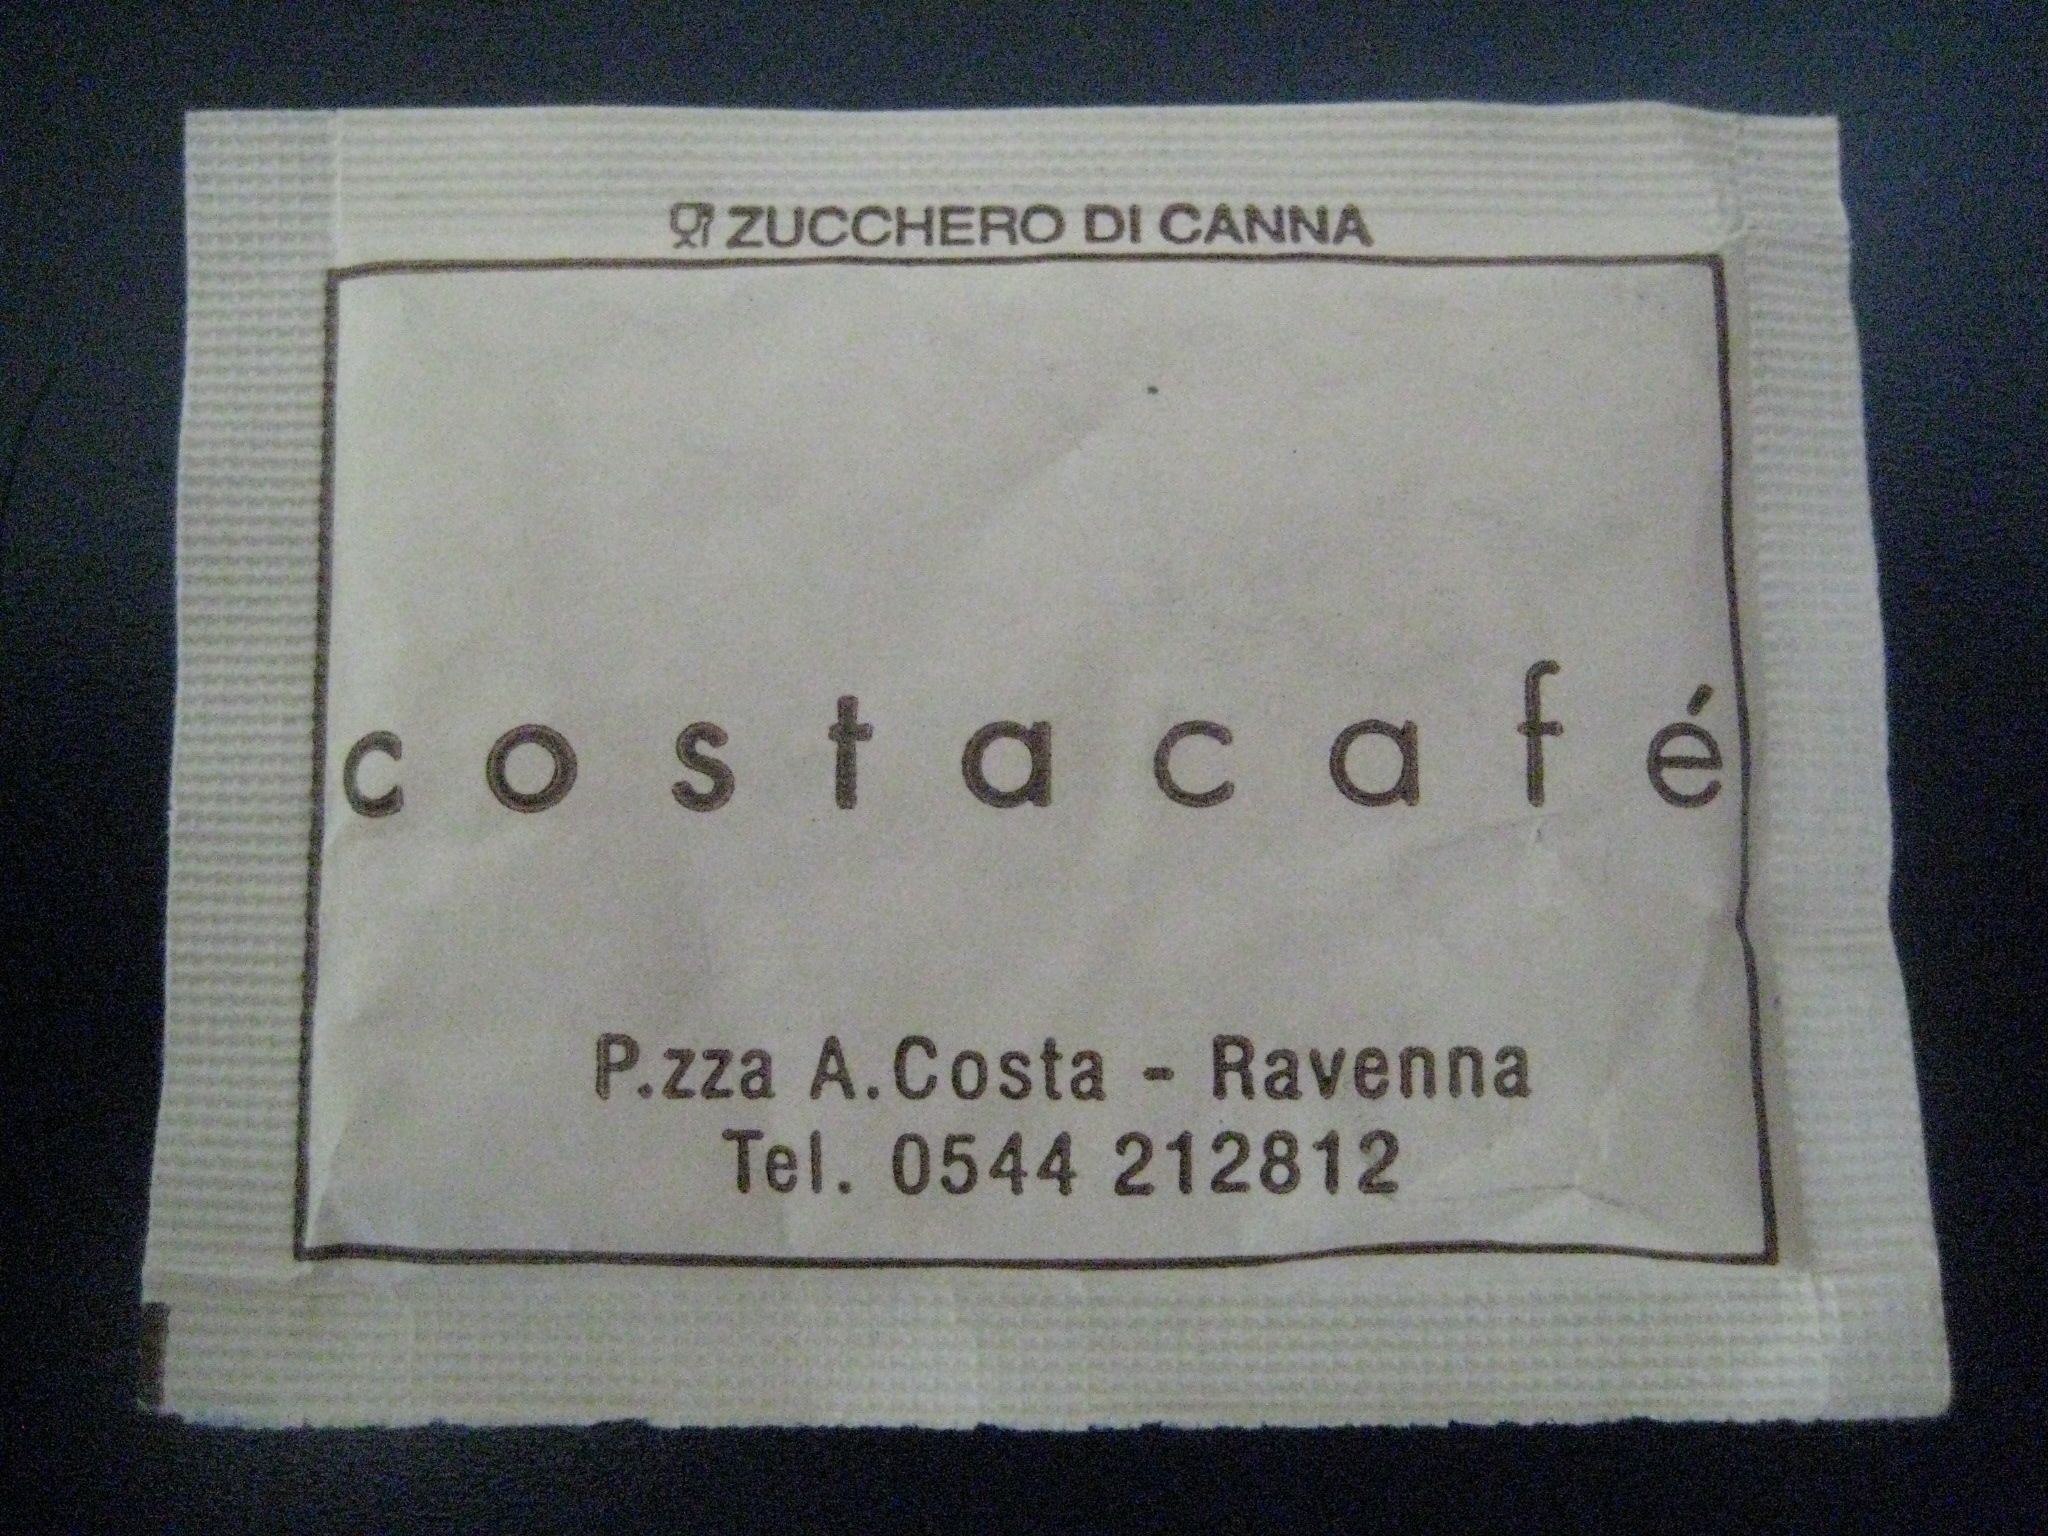 ZUCCHERO DI CANNA
costacafé
P.zza A.Costa - Ravenna
Tel. 0544 212812